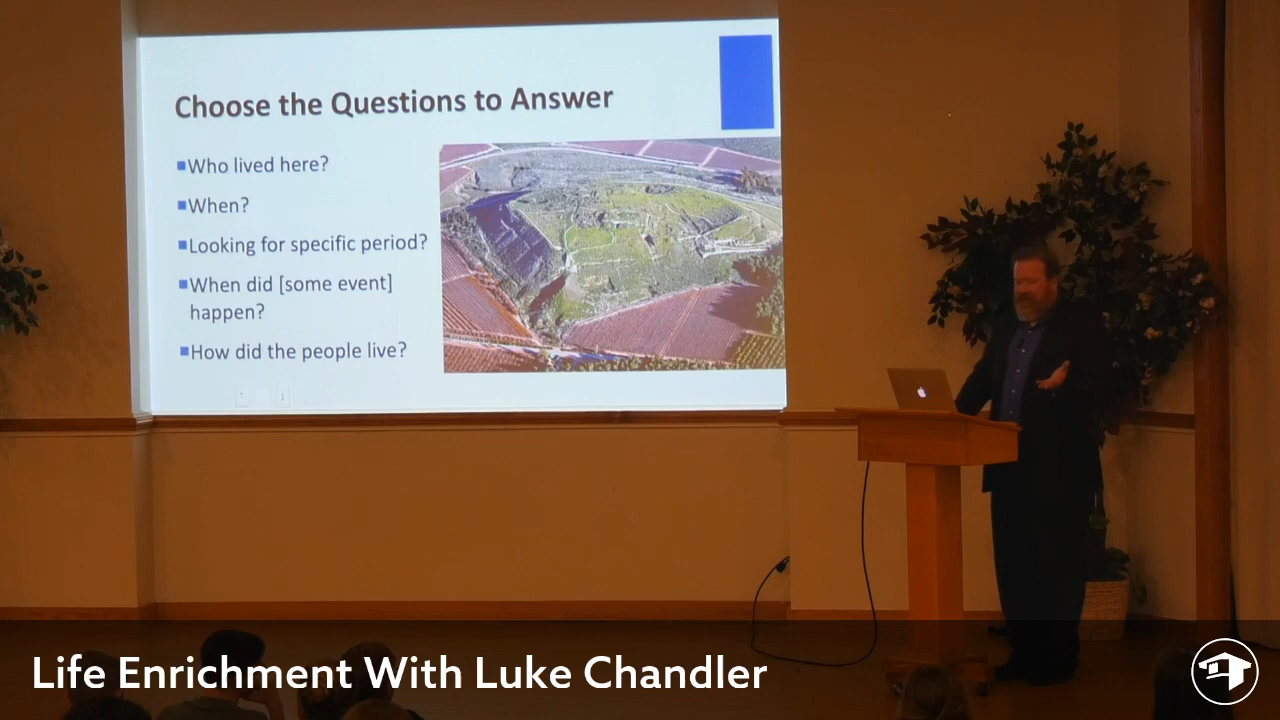 Choose the Questions to Answer
Who lived here?
When?
Looking for specific period?
When did [some event]
happen?
How did the people live?
Life Enrichment With Luke Chandler